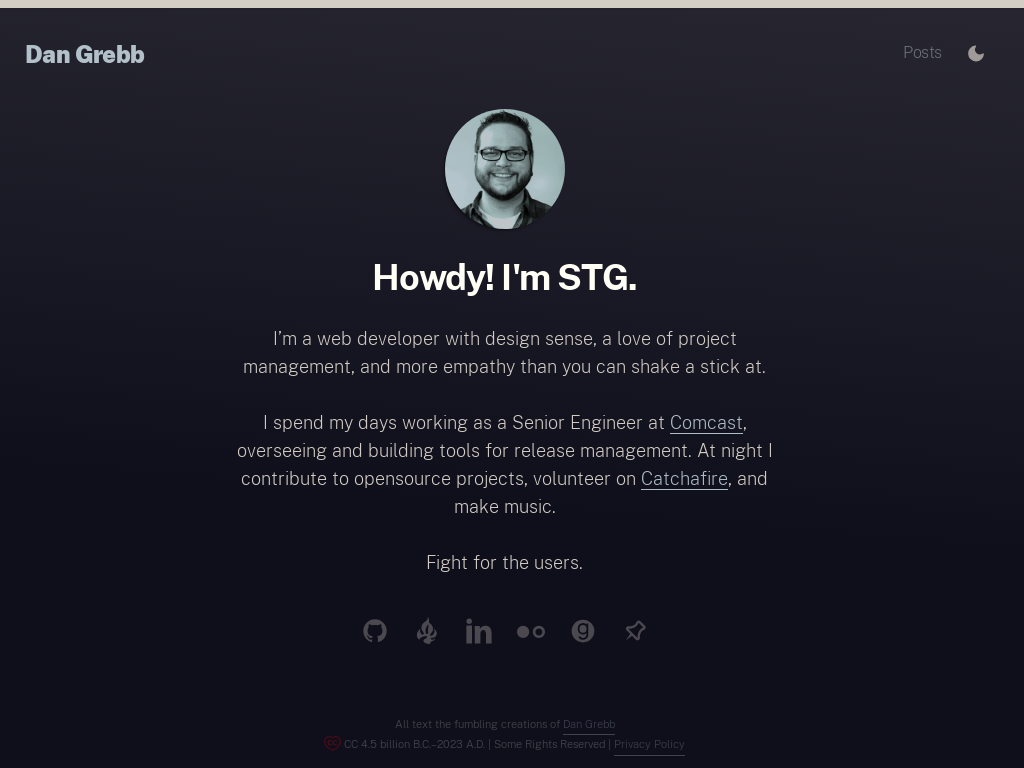 Dan Grebb
Posts
Howdy! I'm STG.
I’m a web developer with design sense, a love of project
management, and more empathy than you can shake a stick at.
I spend my days working as a Senior Engineer at Comcast,
overseeing and building tools for release management. At night I
contribute to opensource projects, volunteer on Catchafire, and
make music.
Fight for the users.
All text the fumbling creations of Dan Grebb
CC 4.5 billion B.C.–2023 A.D. | Some Rights Reserved | Privacy Policy